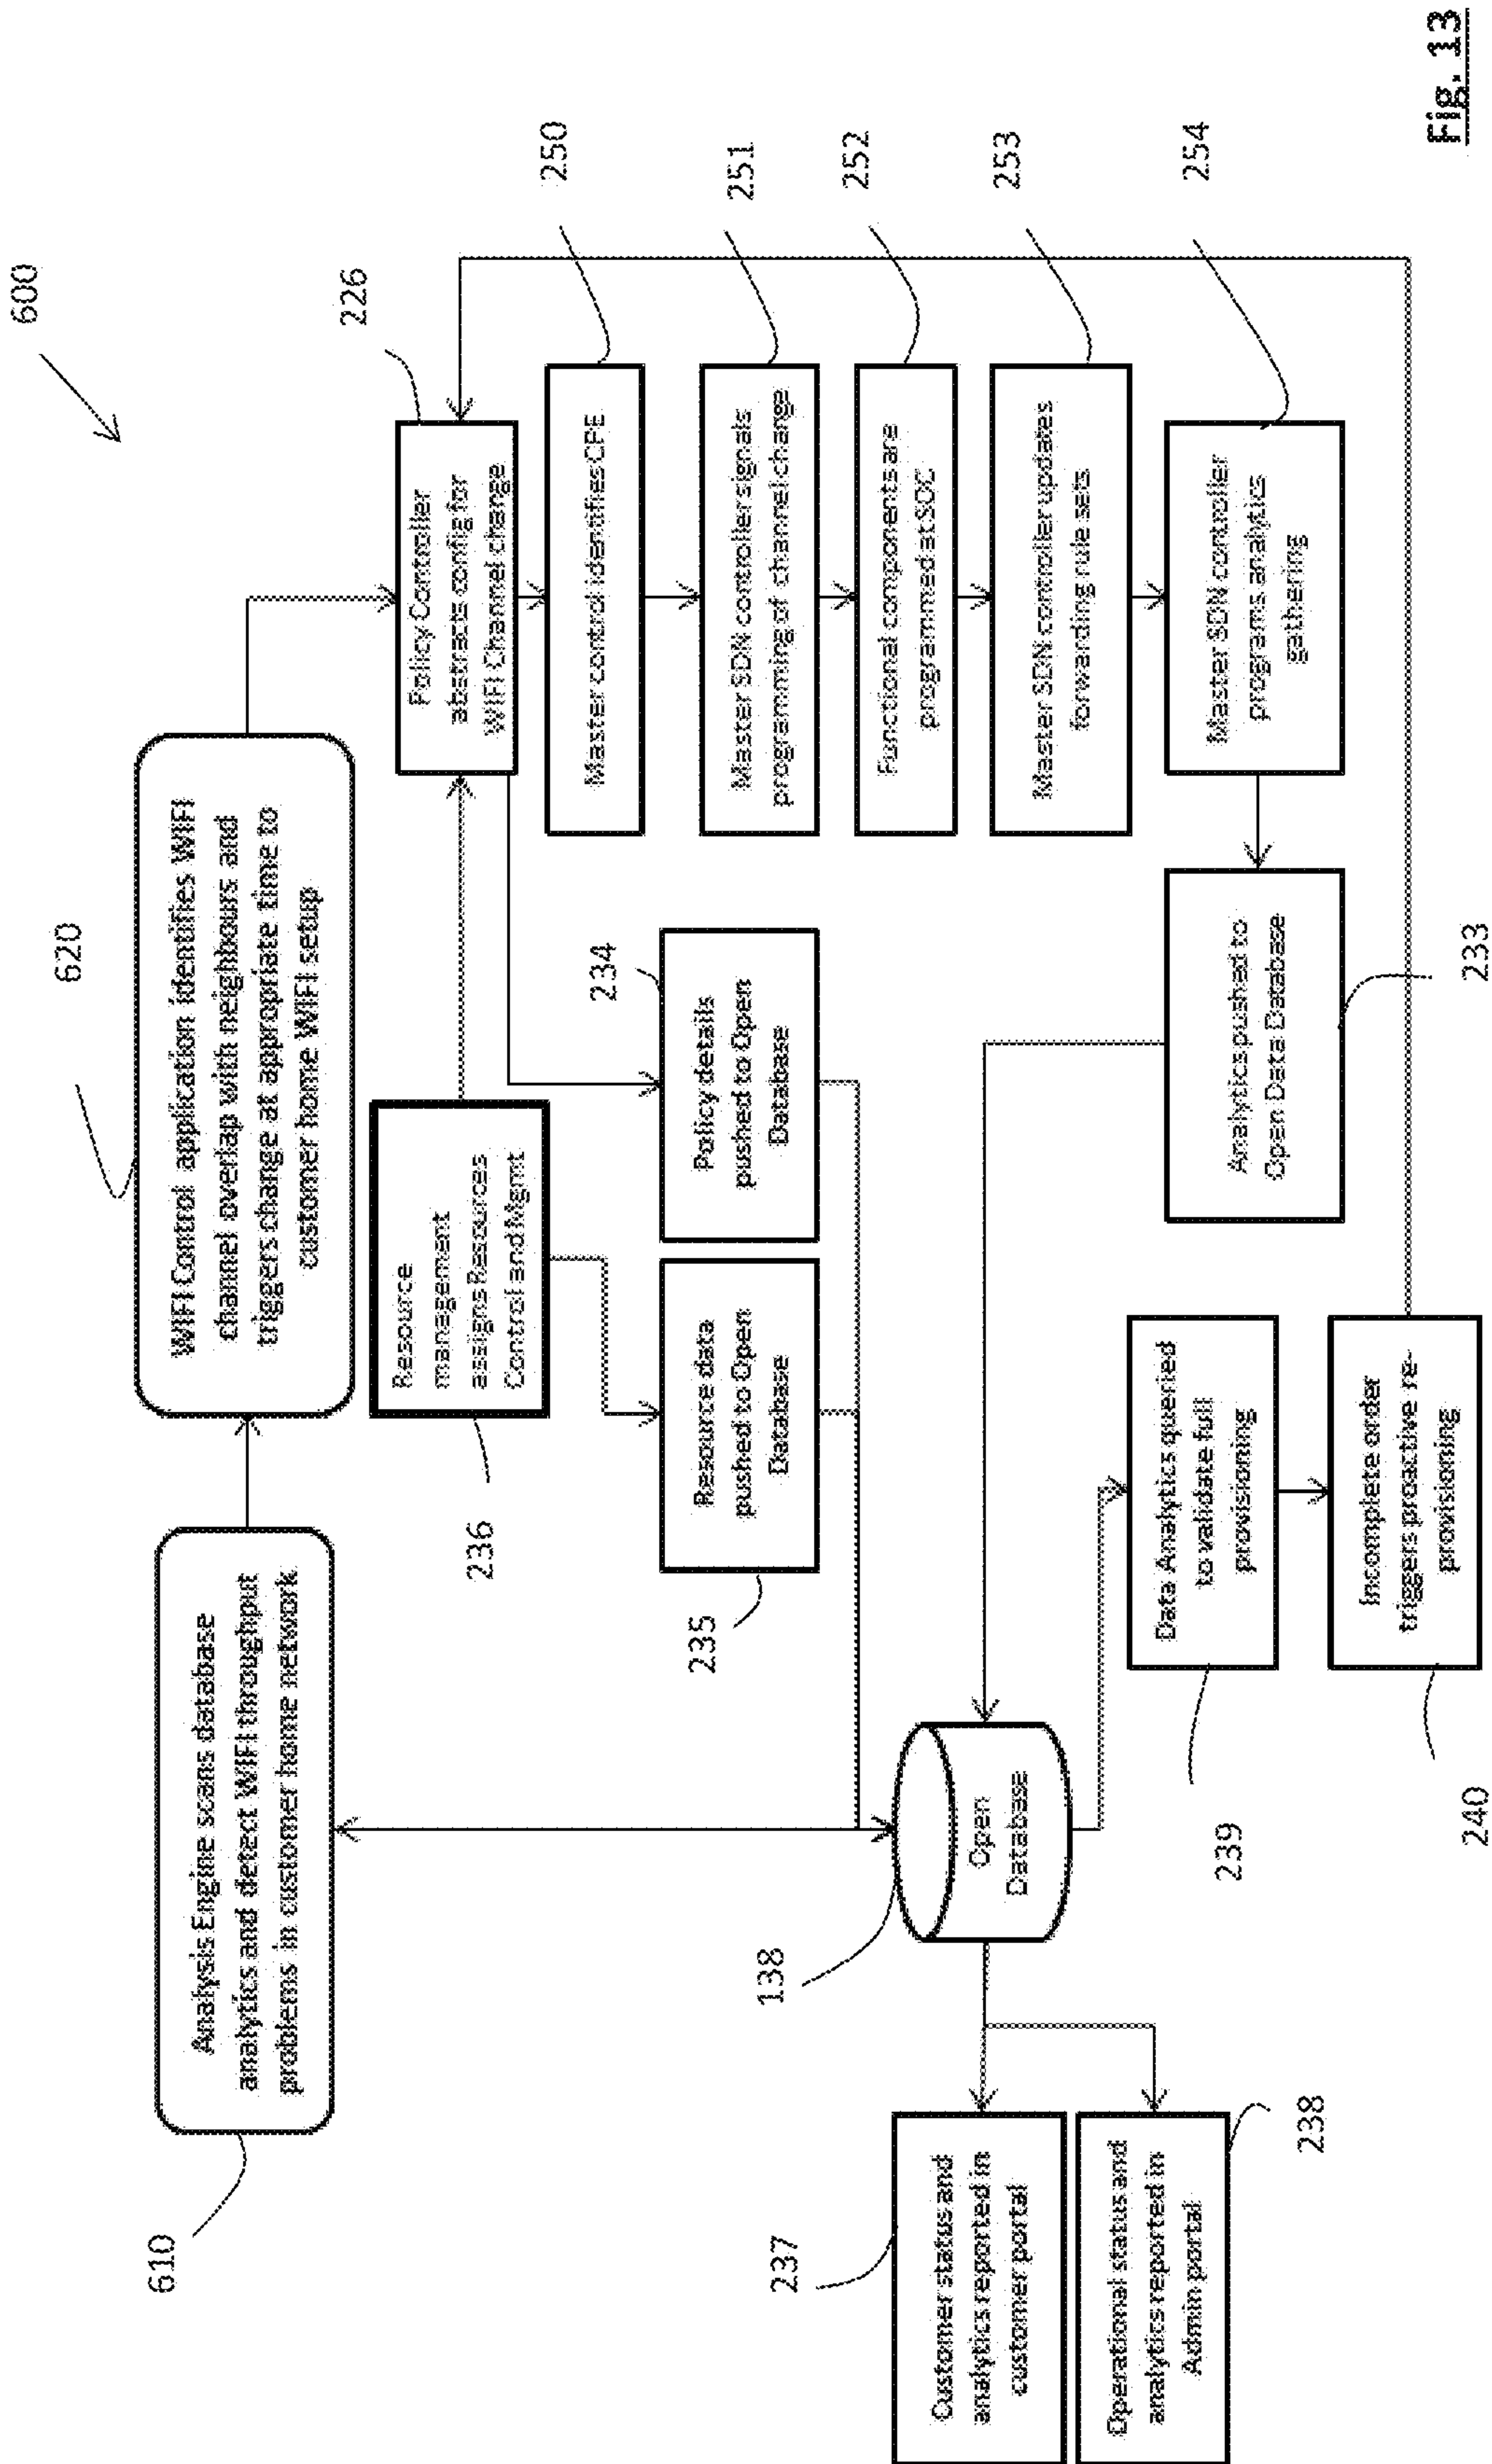 600
620
610
Analysis Engine scans database
analytics and detect WIFI throughput
problems in customer home network
WIFI Control application identifies WIFI
channel overlap with neighbours and
triggers change at appropriate time to
customer home WIFI setup
226
Policy Controller
abstracts config for
WIFI Channel change
236
Resource
management
assigns Resources
Control and Mgmt
250
Master control identifies CPE
235
Resource data
pushed to Open
Database
234
Policy details
pushed to Open
Database
251
Master SDN controller signals
programming of channel change
252
Functional components are
programmed at SOC
253
Master SDN controller updates
forwarding rule sets
254
Master SDN controller
programs analytics
gathering
138
Open
Database
233
Analytics pushed to
Open Data Database
237
Customer status and
analytics reported in
customer portal
238
Operational status and
analytics reported in
Admin portal
239
Data Analytics queried
to validate full
provisioning
240
Incomplete order
triggers proactive re-
provisioning
Fig. 13